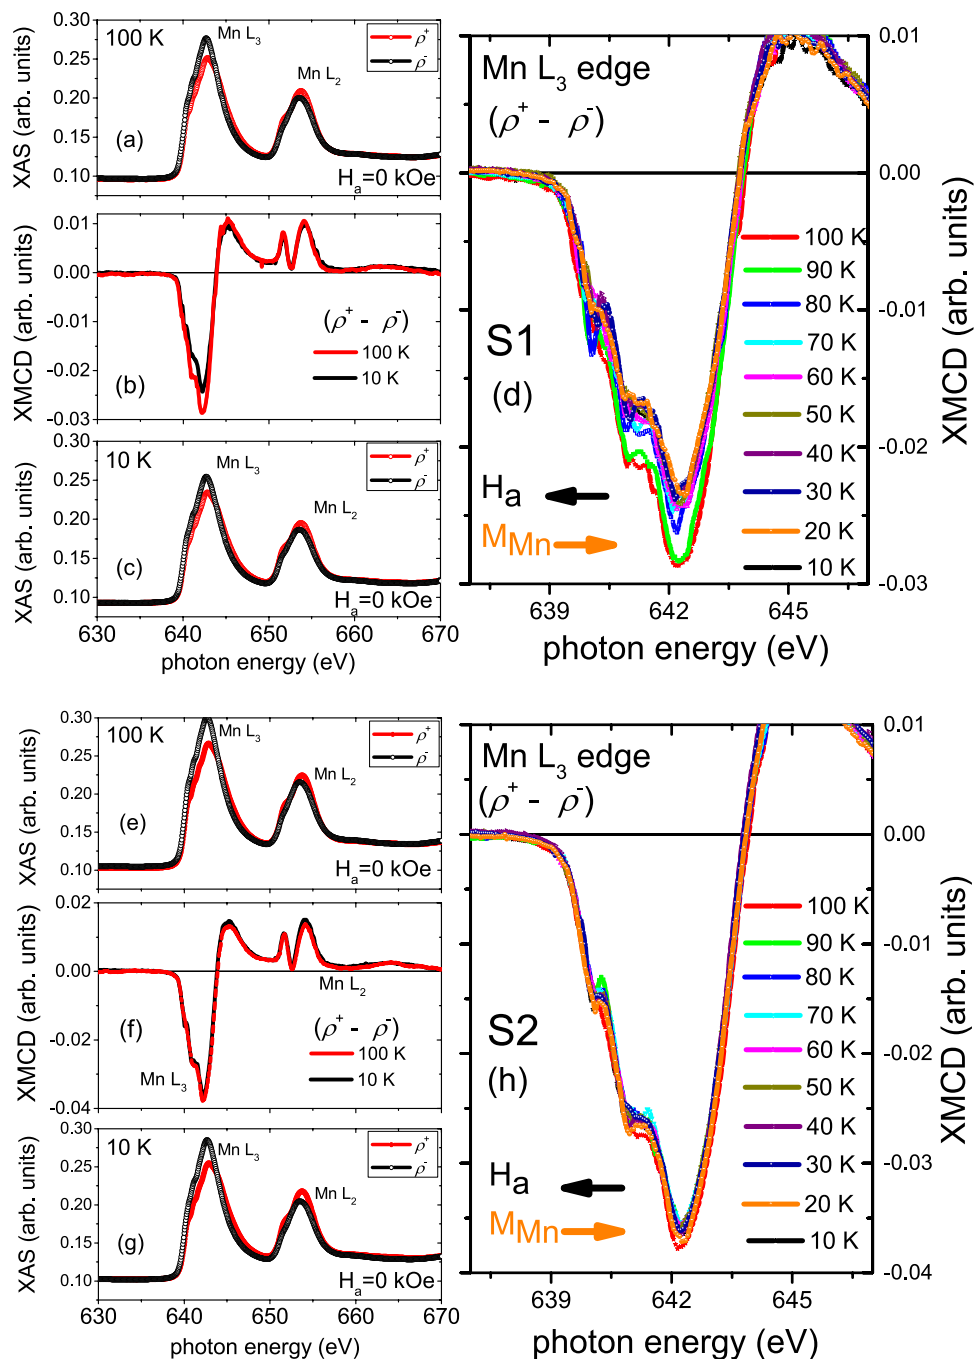 0.30
0.25
0.20
0.15
0.10
XAS (arb. units)
100 K
Mn L₃
Mn L₂
ρ⁺
ρ⁻
(a)
Hₐ=0 kOe
0.01
0.00
-0.01
-0.02
-0.03
XMCD (arb. units)
(ρ⁺ - ρ⁻)
100 K
10 K
(b)
0.30
0.25
0.20
0.15
0.10
XAS (arb. units)
10 K
Mn L₃
Mn L₂
ρ⁺
ρ⁻
(c)
Hₐ=0 kOe
630 640 650 660 670
photon energy (eV)
Mn L₃ edge
(ρ⁺ - ρ⁻)
0.01
0.00
-0.01
-0.02
-0.03
XMCD (arb. units)
100 K
90 K
80 K
70 K
60 K
50 K
40 K
30 K
20 K
10 K
S1
(d)
Hₐ
M_Mn
639 642 645
photon energy (eV)
0.30
0.25
0.20
0.15
0.10
XAS (arb. units)
100 K
Mn L₃
Mn L₂
ρ⁺
ρ⁻
(e)
Hₐ=0 kOe
0.02
0.00
-0.02
-0.04
XMCD (arb. units)
Mn L₂
(ρ⁺ - ρ⁻)
100 K
10 K
Mn L₃
(f)
0.30
0.25
0.20
0.15
0.10
XAS (arb. units)
10 K
Mn L₃
Mn L₂
ρ⁺
ρ⁻
(g)
Hₐ=0 kOe
630 640 650 660 670
photon energy (eV)
Mn L₃ edge
(ρ⁺ - ρ⁻)
0.01
0.00
-0.01
-0.02
-0.03
-0.04
XMCD (arb. units)
100 K
90 K
80 K
70 K
60 K
50 K
40 K
30 K
20 K
10 K
S2
(h)
Hₐ
M_Mn
639 642 645
photon energy (eV)